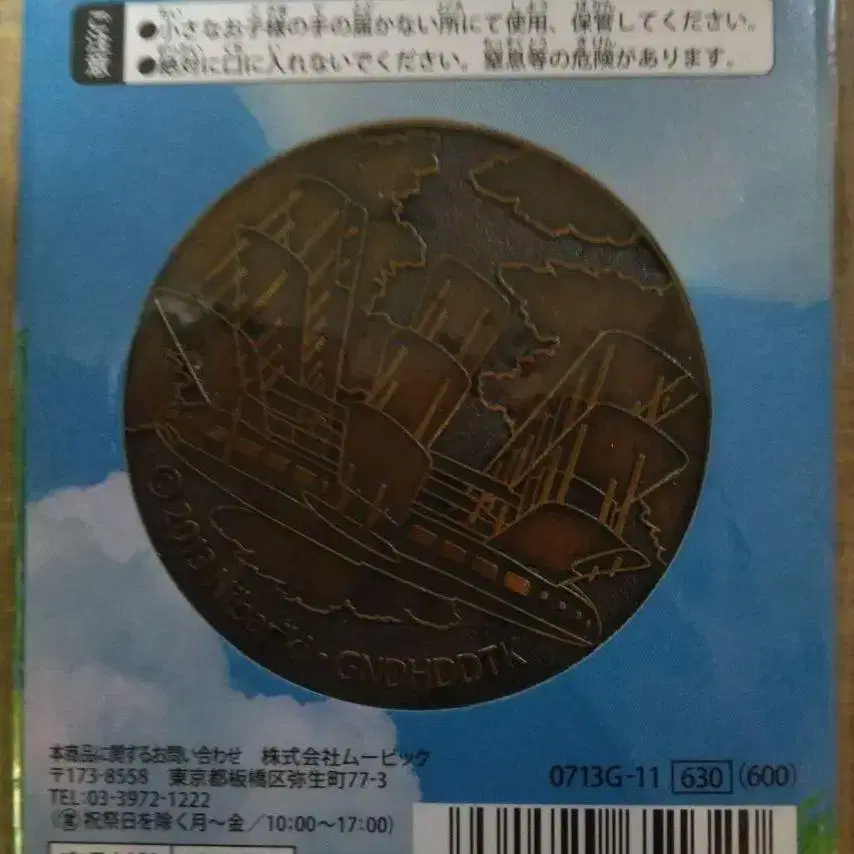 ●小さなお子様の手の届かない所にて使用、保管してください。
●絶対に口に入れないでください。窒息等の危険があります。
© 2013 Nibariki - GNDHDDTK
本商品に関するお問い合わせ 株式会社ムービック
〒173-8558 東京都板橋区弥生町77-3
TEL:03-3972-1222
(㊡ 祝祭日を除く月～金/10:00～17:00)
0713G-11 630 (600)